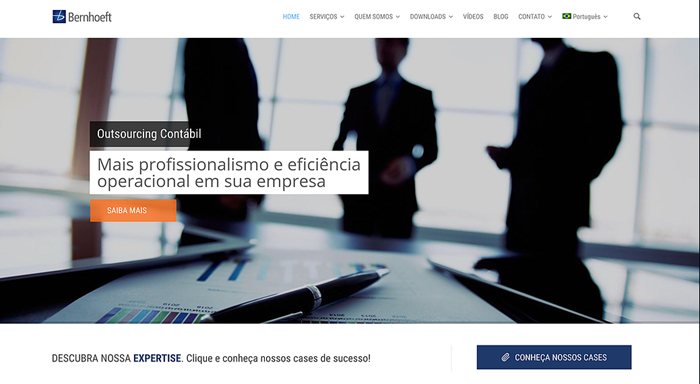 Bernhoeft
HOME SERVIÇOS QUEM SOMOS DOWNLOADS VÍDEOS BLOG CONTATO Português
Outsourcing Contábil
Mais profissionalismo e eficiência
operacional em sua empresa
SAIBA MAIS
DESCUBRA NOSSA EXPERTISE. Clique e conheça nossos cases de sucesso!
CONHEÇA NOSSOS CASES